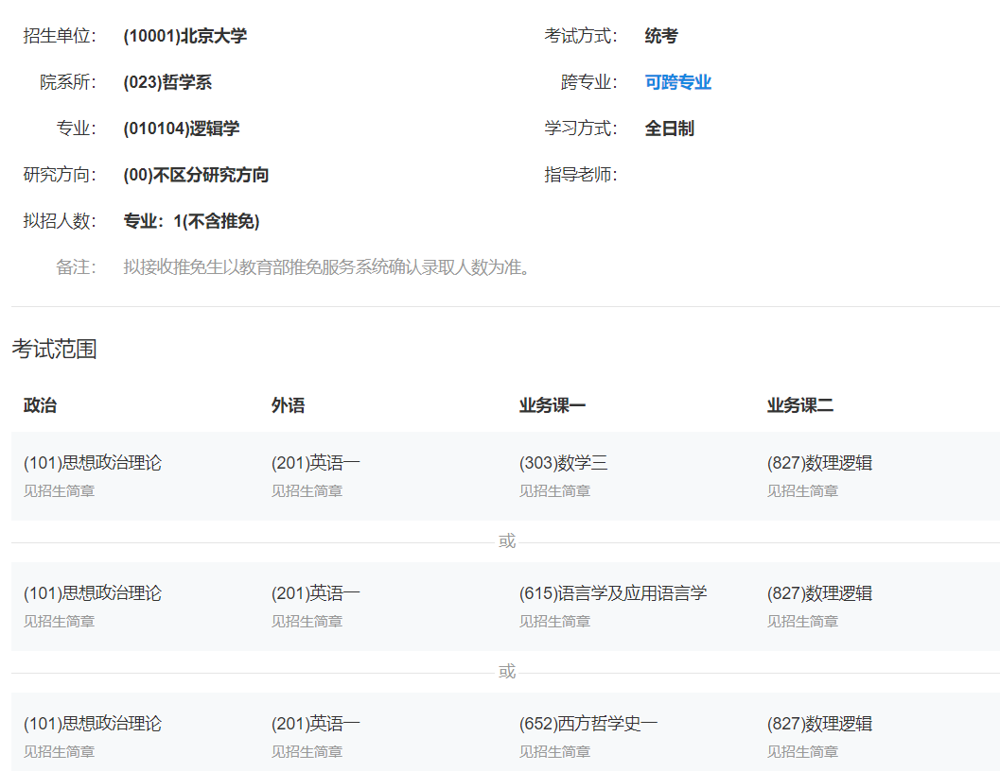 招生单位: (10001)北京大学 考试方式: 统考
院系所: (023)哲学系 跨专业: 可跨专业
专业: (010104)逻辑学 学习方式: 全日制
研究方向: (00)不区分研究方向 指导老师:
拟招人数: 专业：1(不含推免)
备注: 拟接收推免生以教育部推免服务系统确认录取人数为准。
考试范围
政治 外语 业务课一 业务课二
(101)思想政治理论 (201)英语一 (303)数学三 (827)数理逻辑
见招生简章 见招生简章 见招生简章 见招生简章
或
(101)思想政治理论 (201)英语一 (615)语言学及应用语言学 (827)数理逻辑
见招生简章 见招生简章 见招生简章 见招生简章
或
(101)思想政治理论 (201)英语一 (652)西方哲学史一 (827)数理逻辑
见招生简章 见招生简章 见招生简章 见招生简章